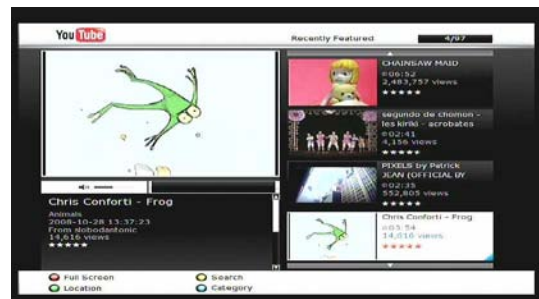 YouTube
Recently Featured
4/97
CHAINSAW MAID
06:52
2,483,757 views
segundo de chomon -
les kiriki - acrobates
02:41
4,156 views
PIXELS by Patrick
JEAN (OFFICIAL BY
02:35
552,805 views
Chris Conforti - Frog
03:54
14,616 views
Chris Conforti - Frog
Animals
2008-10-28 13:37:23
From slobodantonic
14,616 views
Full Screen
Search
Location
Category